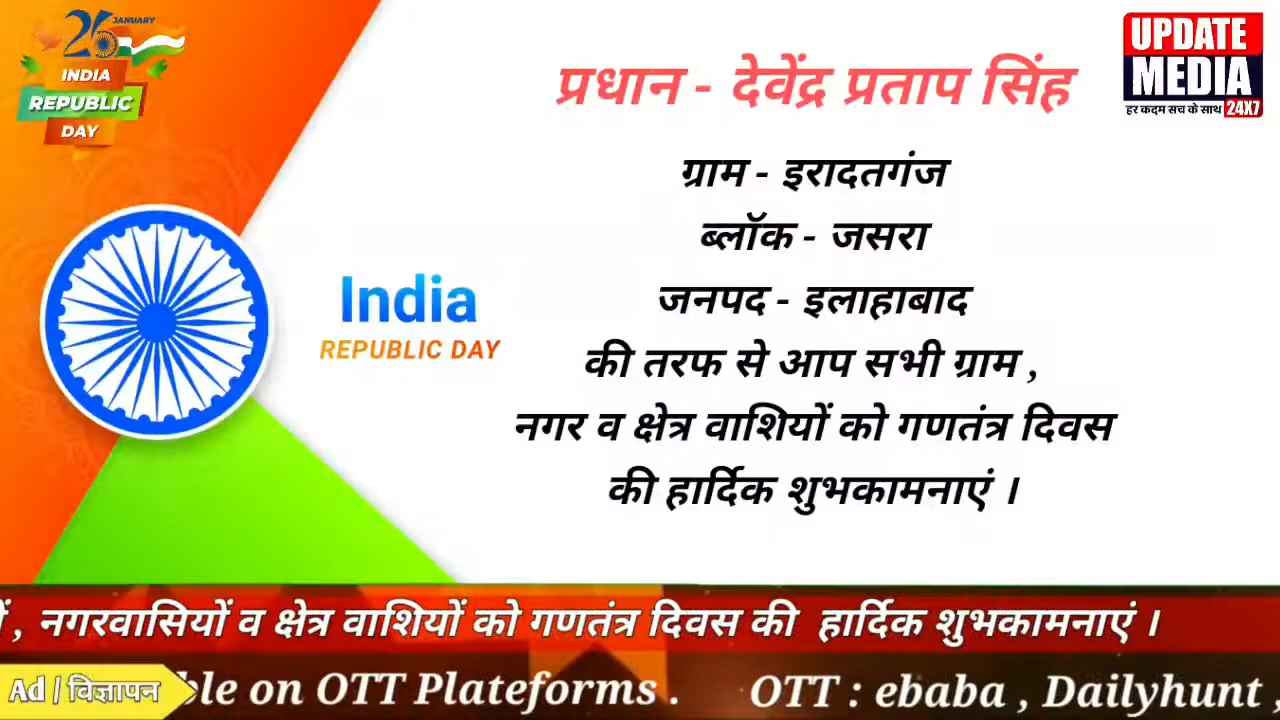 26 JANUARY
INDIA
REPUBLIC
DAY
UPDATE
MEDIA
हर कदम सच के साथ 24X7
प्रधान - देवेंद्र प्रताप सिंह
ग्राम - इरादतगंज
ब्लॉक - जसरा
जनपद - इलाहाबाद
की तरफ से आप सभी ग्राम ,
नगर व क्षेत्र वाशियों को गणतंत्र दिवस
की हार्दिक शुभकामनाएं ।
India
REPUBLIC DAY
, नगरवासियों व क्षेत्र वाशियों को गणतंत्र दिवस की हार्दिक शुभकामनाएं ।
Ad | विज्ञापन
on OTT Plateforms . OTT : ebaba , Dailyhunt ,